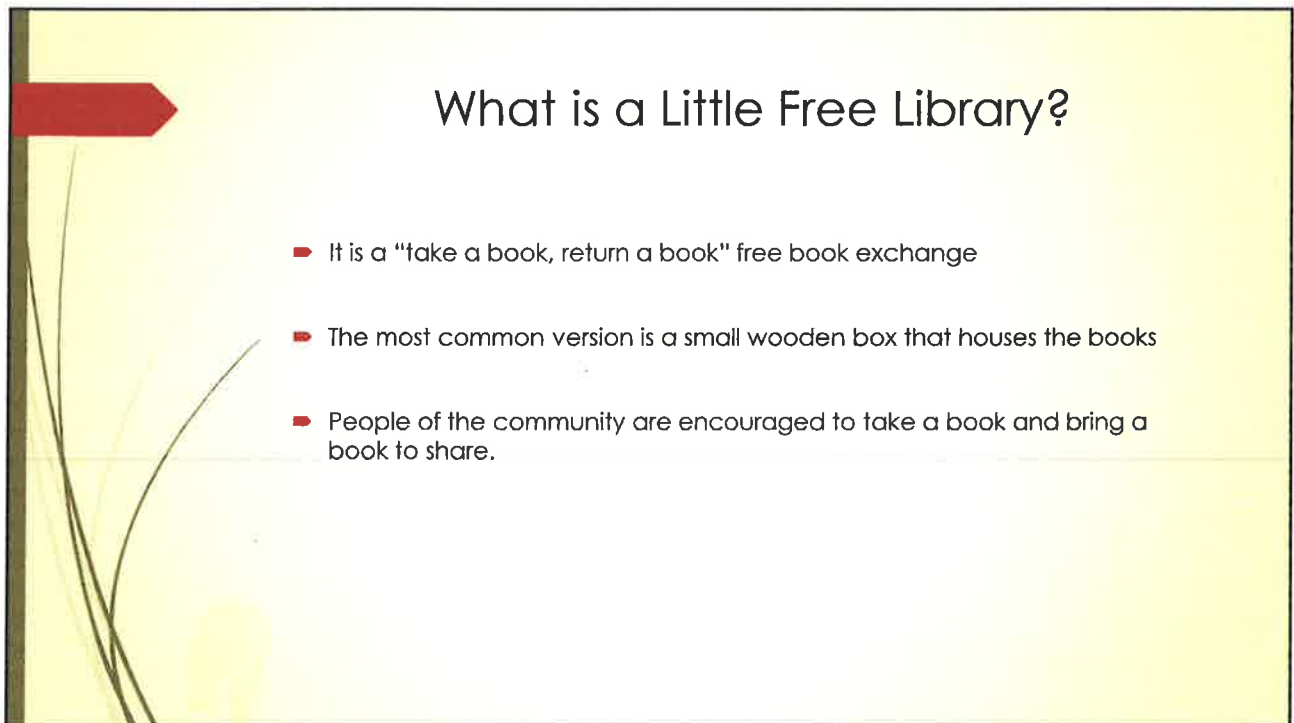 What is a Little Free Library?
It is a “take a book, return a book” free book exchange
The most common version is a small wooden box that houses the books
People of the community are encouraged to take a book and bring a
book to share.